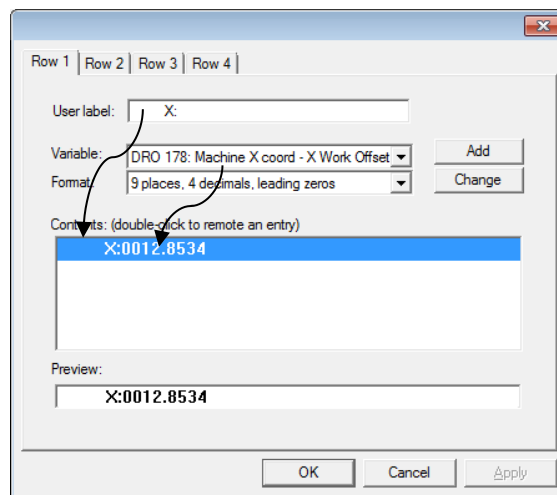 Row 1 Row 2 Row 3 Row 4
User label: X:
Variable: DRO 178: Machine X coord - X Work Offset Add
Format: 9 places, 4 decimals, leading zeros Change
Contents: (double-click to remote an entry)
X:0012.8534
Preview:
X:0012.8534
OK Cancel Apply